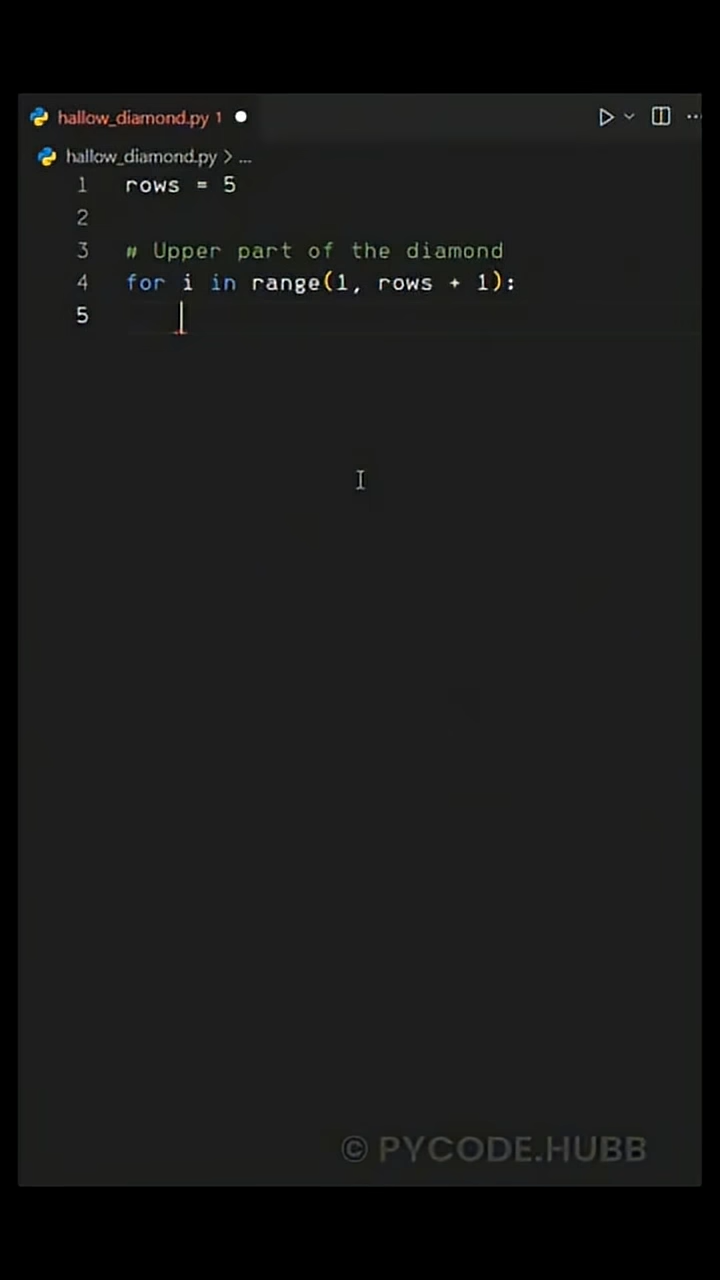 hallow_diamond.py 1
hallow_diamond.py > ...
1 rows = 5
2
3 # Upper part of the diamond
4 for i in range(1, rows + 1):
5
© PYCODE.HUBB